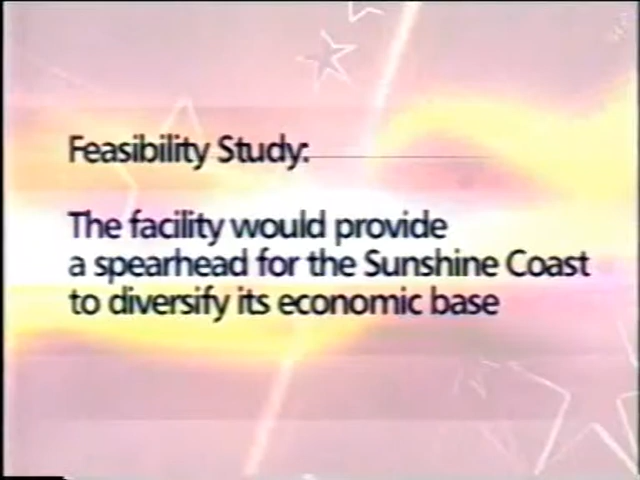 Feasibility Study:
The facility would provide
a spearhead for the Sunshine Coast
to diversify its economic base